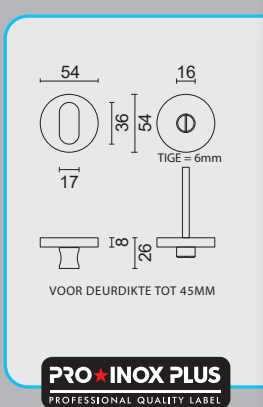 54
16
36
54
TIGE = 6mm
17
8
26
VOOR DEURDIKTE TOT 45MM
PRO★INOX PLUS
PROFESSIONAL QUALITY LABEL